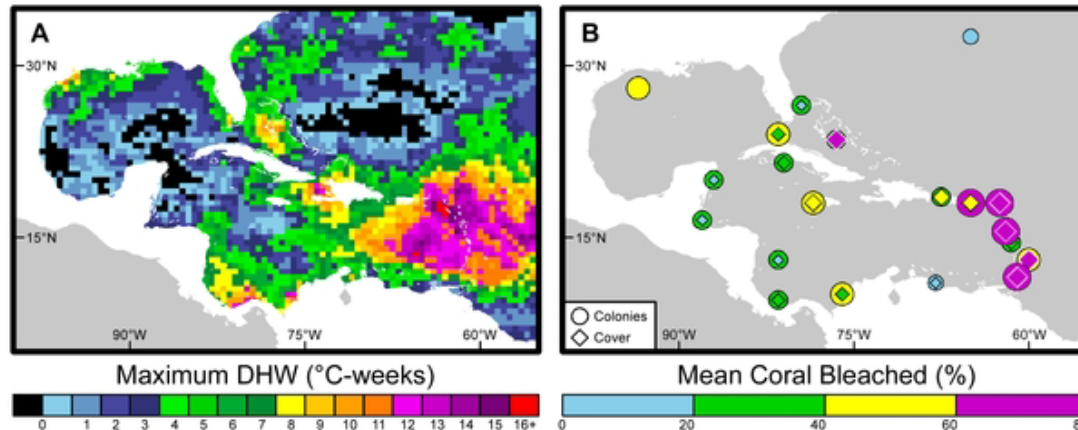 A
30°N
15°N
90°W 75°W 60°W
Maximum DHW (°C-weeks)
0 1 2 3 4 5 6 7 8 9 10 11 12 13 14 15 16+
B
30°N
15°N
Colonies
Cover
90°W 75°W 60°W
Mean Coral Bleached (%)
0 20 40 60 8